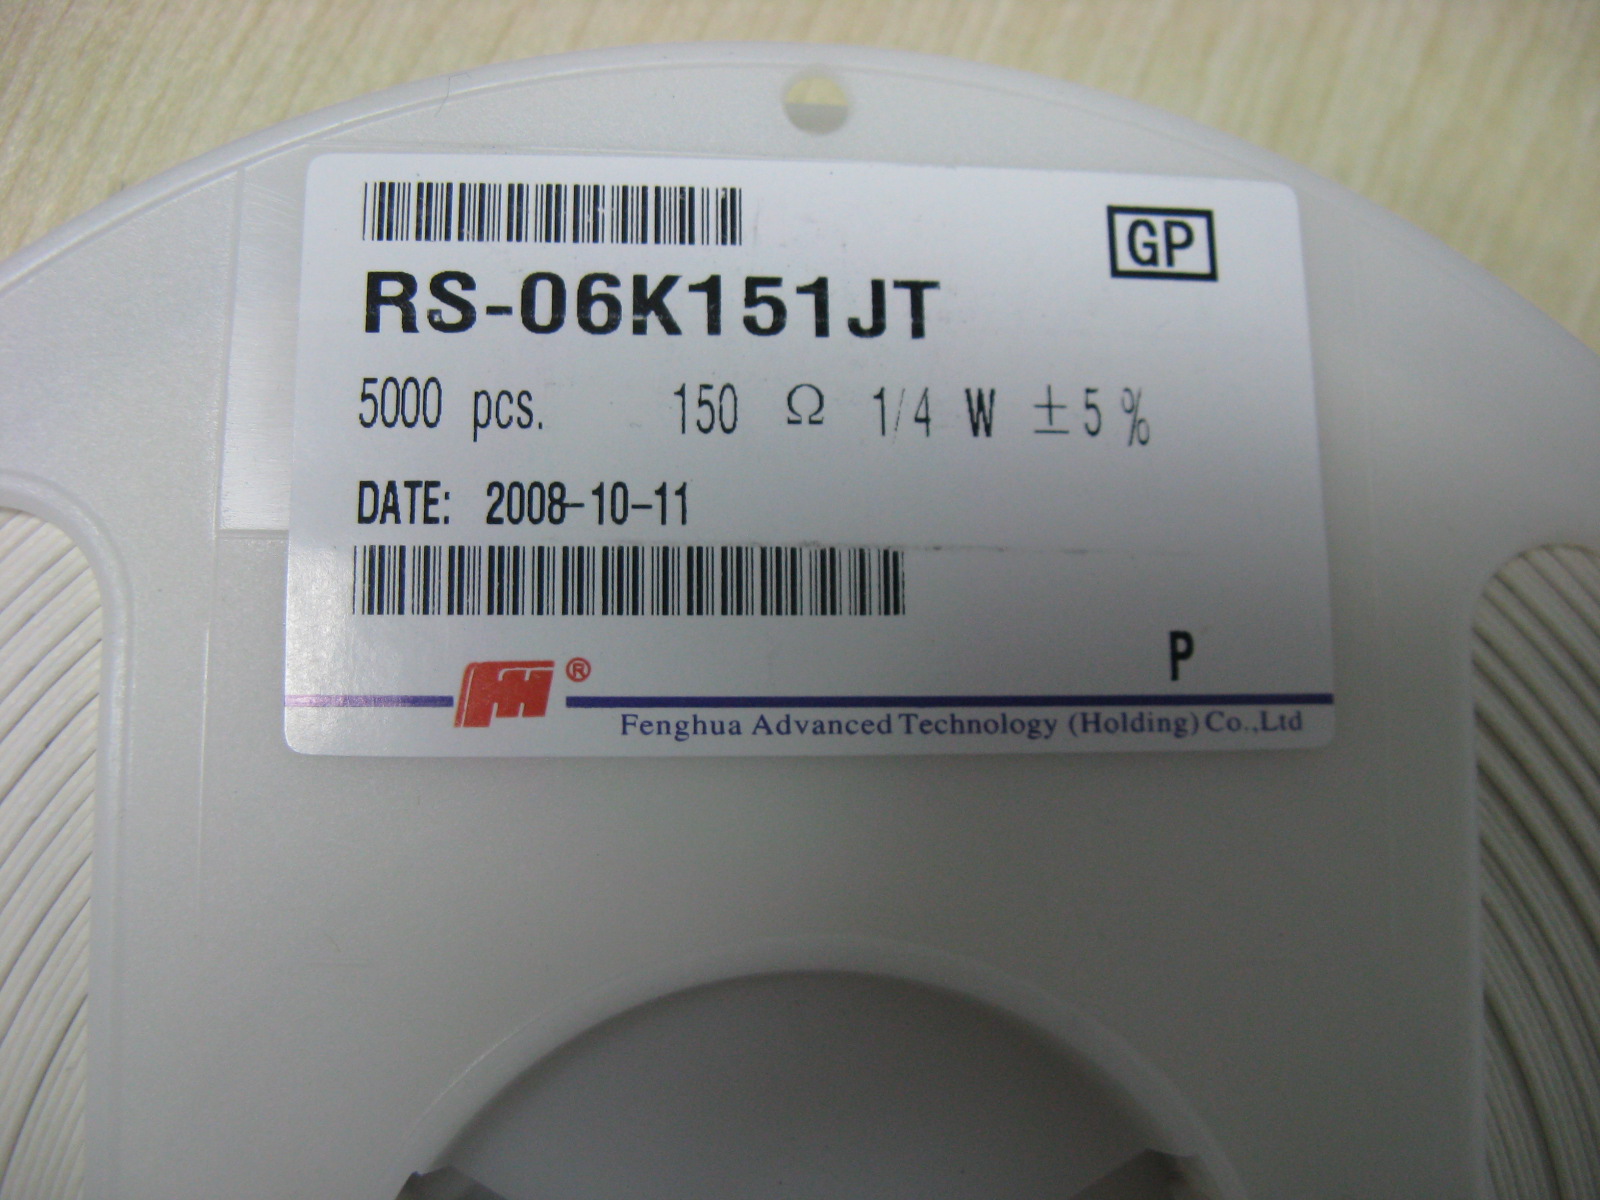 GP
RS-06K151JT
5000 pcs. 150 Ω 1/4 W ±5%
DATE: 2008-10-11
P
®
Fenghua Advanced Technology (Holding) Co.,Ltd